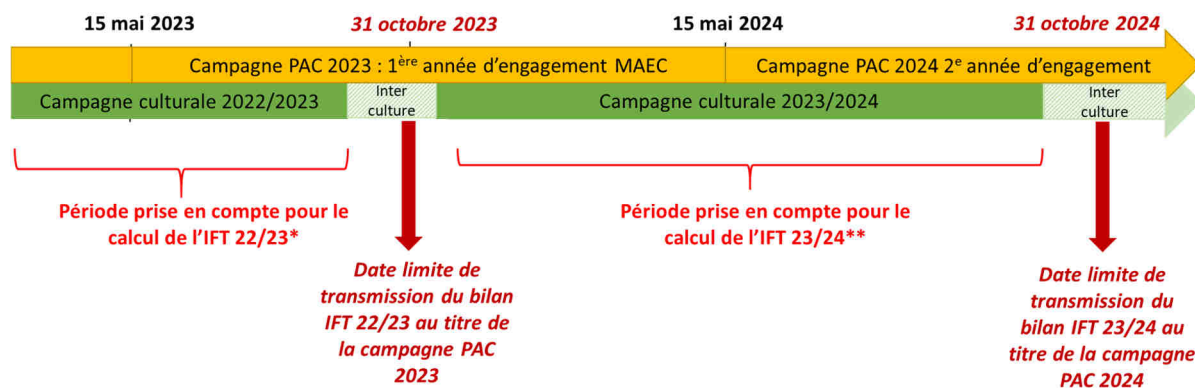 15 mai 2023
31 octobre 2023
15 mai 2024
31 octobre 2024
Campagne PAC 2023 : 1ère année d’engagement MAEC
Campagne PAC 2024 2e année d’engagement
Campagne culturale 2022/2023
Inter
culture
Campagne culturale 2023/2024
Inter
culture
Période prise en compte pour le
calcul de l’IFT 22/23*
Période prise en compte pour le
calcul de l’IFT 23/24**
Date limite de
transmission du bilan
IFT 22/23 au titre de
la campagne PAC
2023
Date limite de
transmission du
bilan IFT 23/24 au
titre de la campagne
PAC 2024